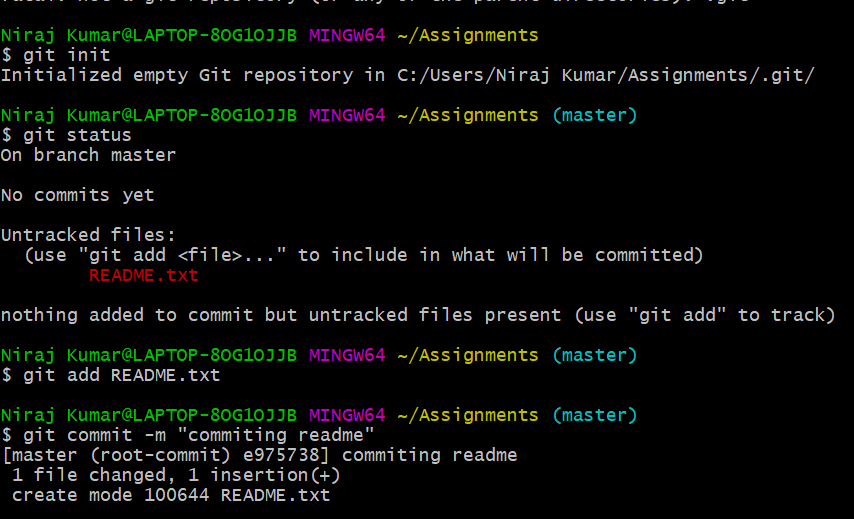 Niraj Kumar@LAPTOP-8OG1OJJB MINGW64 ~/Assignments
$ git init
Initialized empty Git repository in C:/Users/Niraj Kumar/Assignments/.git/

Niraj Kumar@LAPTOP-8OG1OJJB MINGW64 ~/Assignments (master)
$ git status
On branch master

No commits yet

Untracked files:
  (use "git add <file>..." to include in what will be committed)
        README.txt

nothing added to commit but untracked files present (use "git add" to track)

Niraj Kumar@LAPTOP-8OG1OJJB MINGW64 ~/Assignments (master)
$ git add README.txt

Niraj Kumar@LAPTOP-8OG1OJJB MINGW64 ~/Assignments (master)
$ git commit -m "commiting readme"
[master (root-commit) e975738] commiting readme
 1 file changed, 1 insertion(+)
 create mode 100644 README.txt